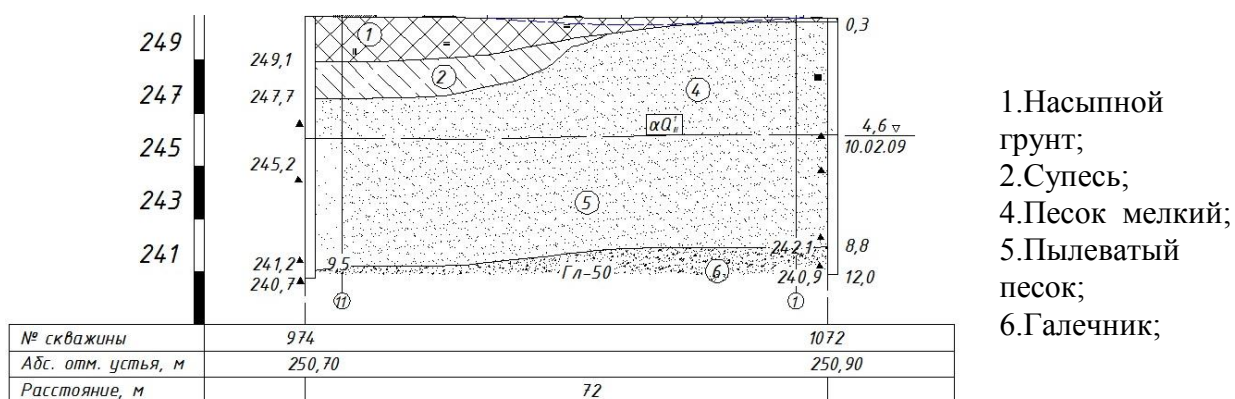 249
247
245
243
241
249,1
247,7
245,2
241,2
240,7
1
2
4
5
6
αQ
9,5
Гл-50
242,1
240,9
11
1
0,3
4,6
10.02.09
8,8
12,0
1.Насыпной
грунт;
2.Супесь;
4.Песок мелкий;
5.Пылеватый
песок;
6.Галечник;
№ скважины 974 1072
Абс. отм. устья, м 250,70 250,90
Расстояние, м 72